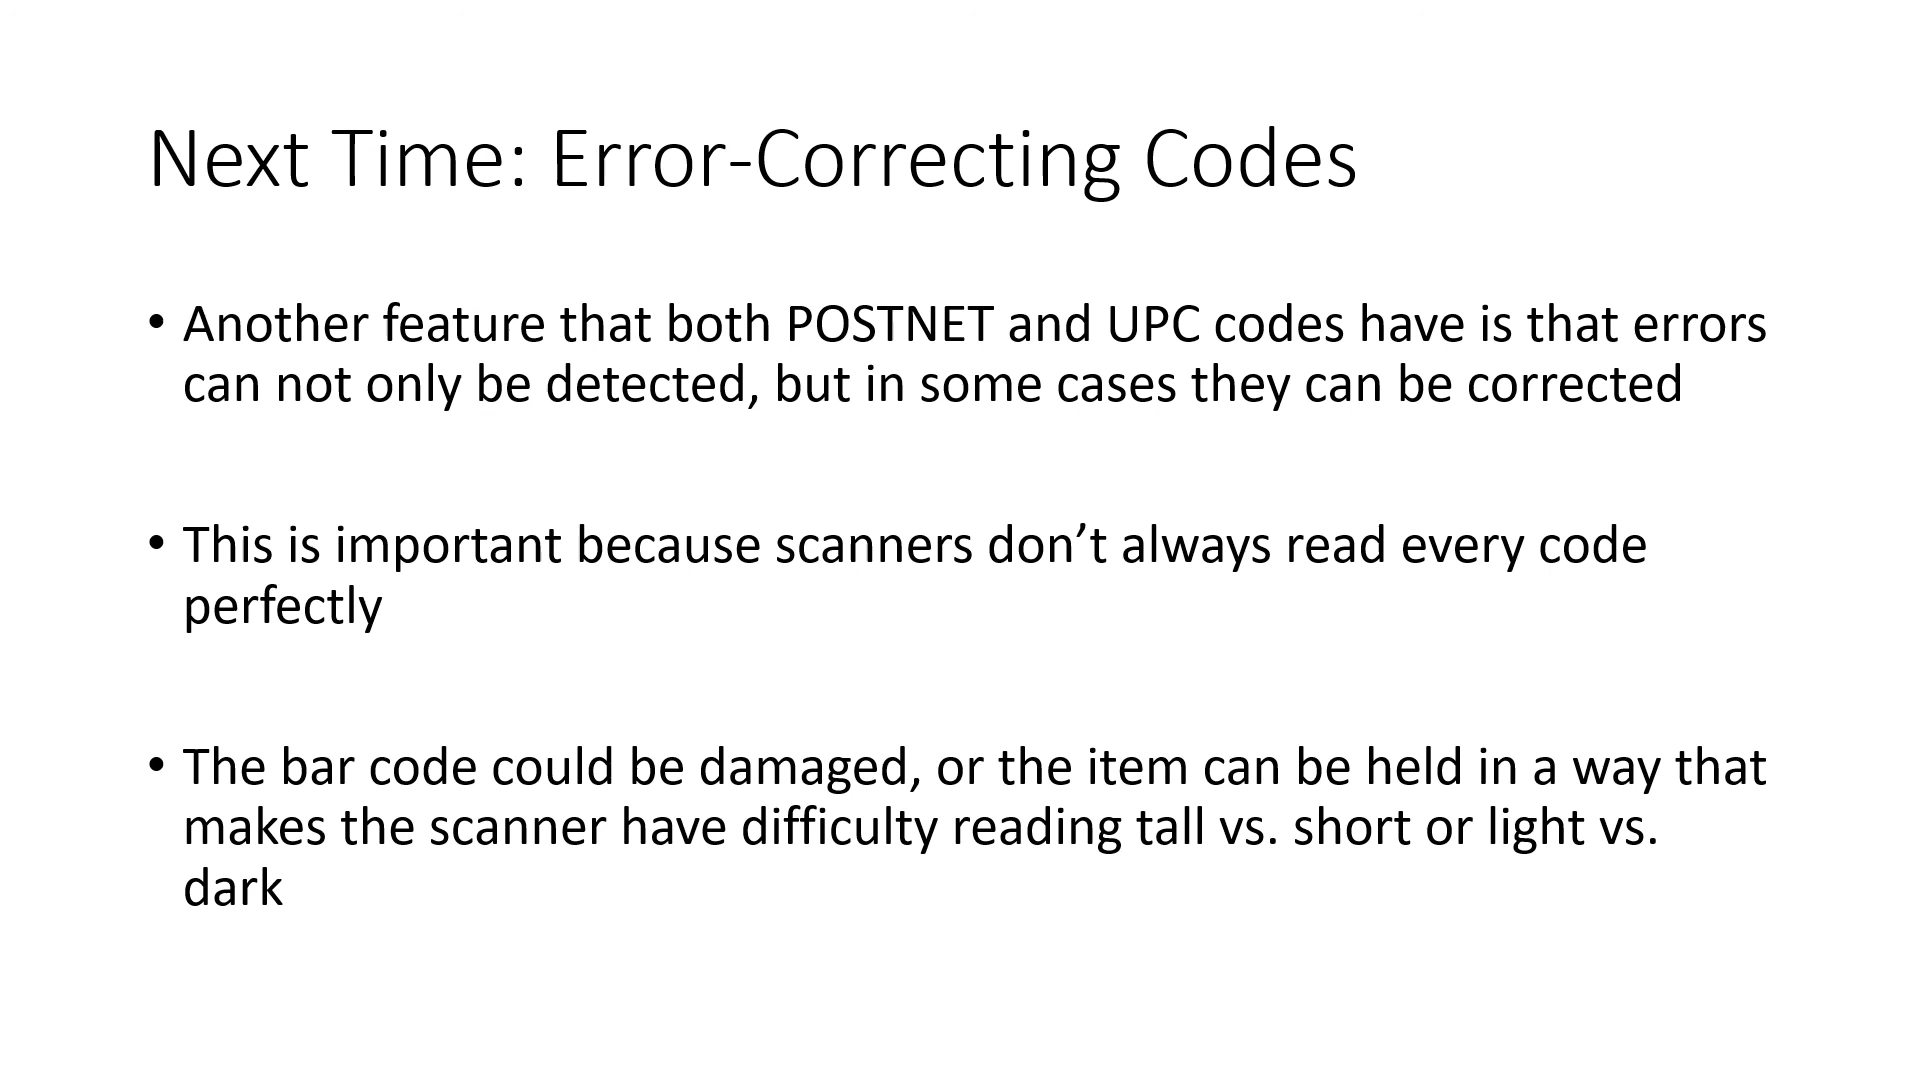 Next Time: Error-Correcting Codes
• Another feature that both POSTNET and UPC codes have is that errors
can not only be detected, but in some cases they can be corrected
• This is important because scanners don’t always read every code
perfectly
• The bar code could be damaged, or the item can be held in a way that
makes the scanner have difficulty reading tall vs. short or light vs.
dark